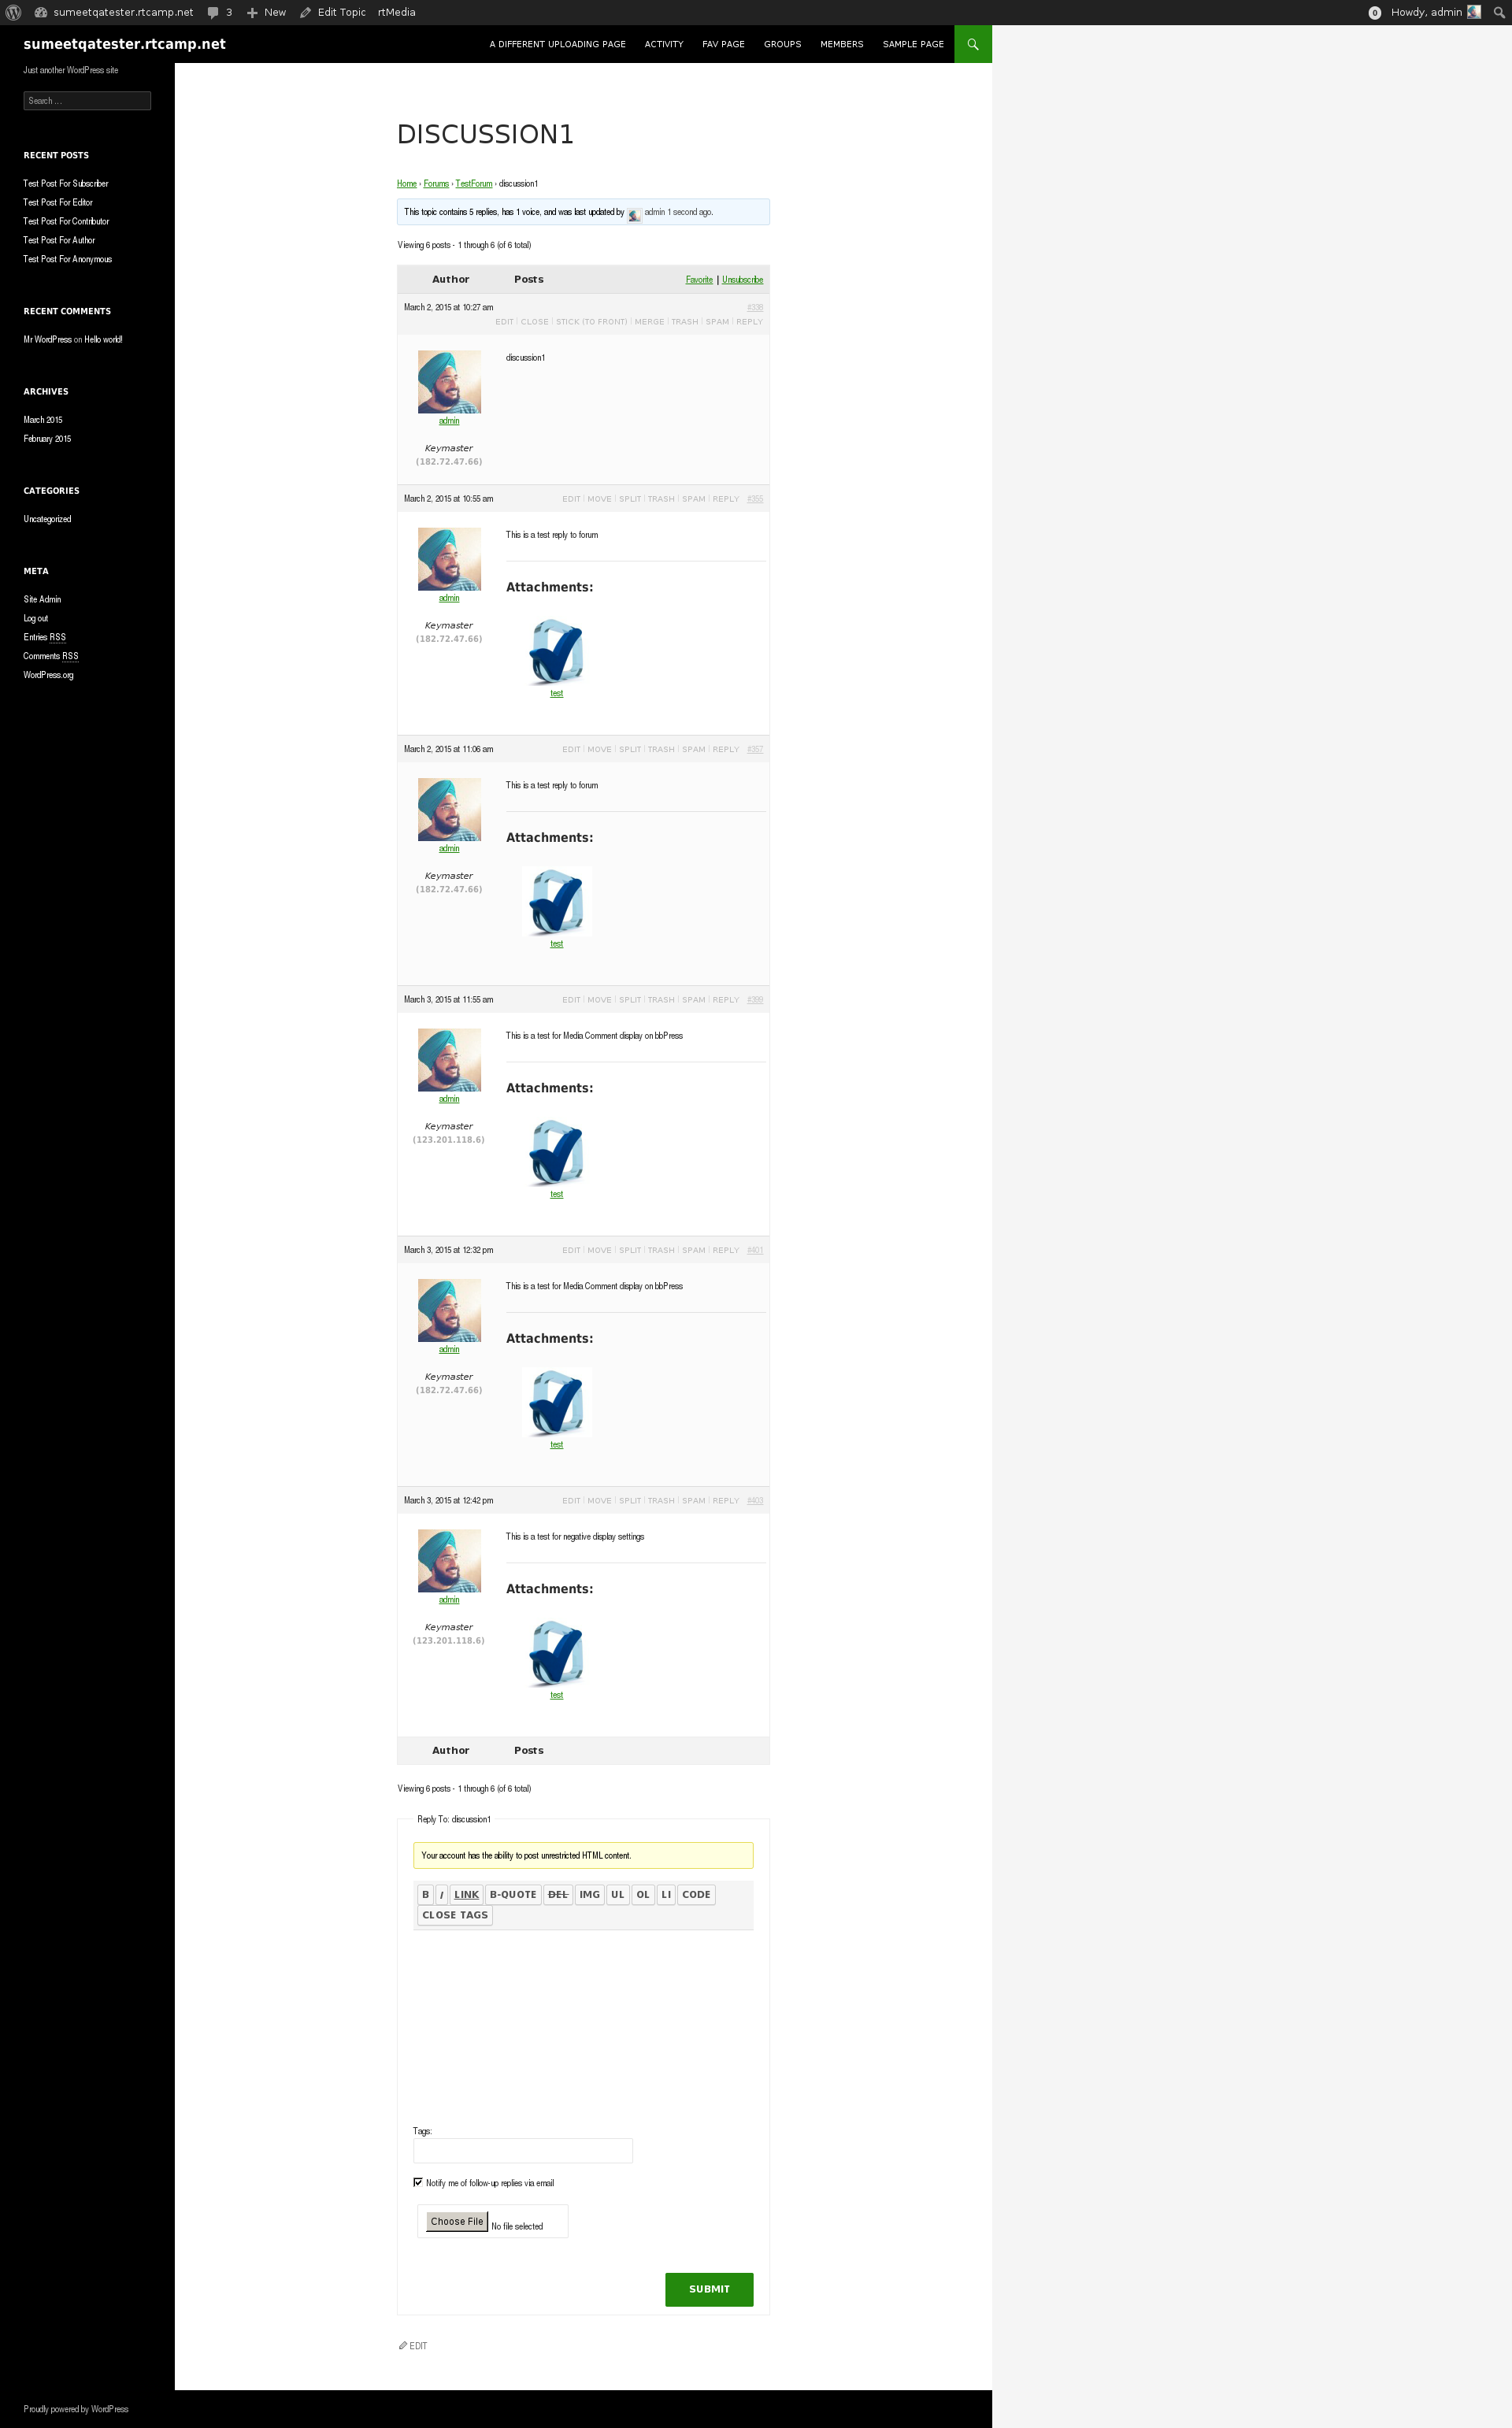 sumeetqatester.rtcamp.net 3 New Edit Topic rtMedia 0 Howdy, admin
sumeetqatester.rtcamp.net A DIFFERENT UPLOADING PAGE ACTIVITY FAV PAGE GROUPS MEMBERS SAMPLE PAGE
Just another WordPress site
Search ...
RECENT POSTS
Test Post For Subscriber
Test Post For Editor
Test Post For Contributor
Test Post For Author
Test Post For Anonymous
RECENT COMMENTS
Mr WordPress on Hello world!
ARCHIVES
March 2015
February 2015
CATEGORIES
Uncategorized
META
Site Admin
Log out
Entries RSS
Comments RSS
WordPress.org
DISCUSSION1
Home › Forums › TestForum › discussion1
This topic contains 5 replies, has 1 voice, and was last updated by admin 1 second ago.
Viewing 6 posts - 1 through 6 (of 6 total)
Author Posts Favorite | Unsubscribe
March 2, 2015 at 10:27 am #338
EDIT | CLOSE | STICK (TO FRONT) | MERGE | TRASH | SPAM | REPLY
discussion1
admin
Keymaster
(182.72.47.66)
March 2, 2015 at 10:55 am EDIT | MOVE | SPLIT | TRASH | SPAM | REPLY #355
This is a test reply to forum
Attachments:
admin
Keymaster
(182.72.47.66)
test
March 2, 2015 at 11:06 am EDIT | MOVE | SPLIT | TRASH | SPAM | REPLY #357
This is a test reply to forum
Attachments:
admin
Keymaster
(182.72.47.66)
test
March 3, 2015 at 11:55 am EDIT | MOVE | SPLIT | TRASH | SPAM | REPLY #399
This is a test for Media Comment display on bbPress
Attachments:
admin
Keymaster
(123.201.118.6)
test
March 3, 2015 at 12:32 pm EDIT | MOVE | SPLIT | TRASH | SPAM | REPLY #401
This is a test for Media Comment display on bbPress
Attachments:
admin
Keymaster
(182.72.47.66)
test
March 3, 2015 at 12:42 pm EDIT | MOVE | SPLIT | TRASH | SPAM | REPLY #403
This is a test for negative display settings
Attachments:
admin
Keymaster
(123.201.118.6)
test
Author Posts
Viewing 6 posts - 1 through 6 (of 6 total)
Reply To: discussion1
Your account has the ability to post unrestricted HTML content.
B I LINK B-QUOTE DEL IMG UL OL LI CODE
CLOSE TAGS
Tags:
Notify me of follow-up replies via email
Choose File No file selected
SUBMIT
EDIT
Proudly powered by WordPress